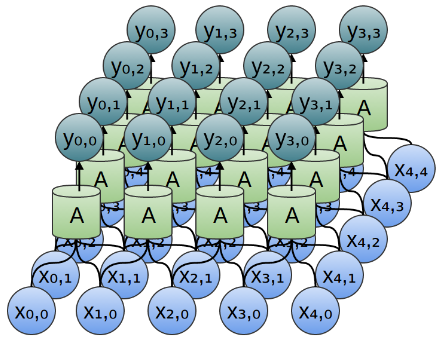 y₀,₃ y₁,₃ y₂,₃ y₃,₃
y₀,₂ y₁,₂ y₂,₂ y₃,₂
y₀,₁ y₁,₁ y₂,₁ y₃,₁ A
y₀,₀ y₁,₀ y₂,₀ y₃,₀ A
A x₄,₄
A A A A x₄,₃
x₄,₂
x₀,₁ x₁,₁ x₂,₁ x₃,₁ x₄,₁
x₀,₀ x₁,₀ x₂,₀ x₃,₀ x₄,₀